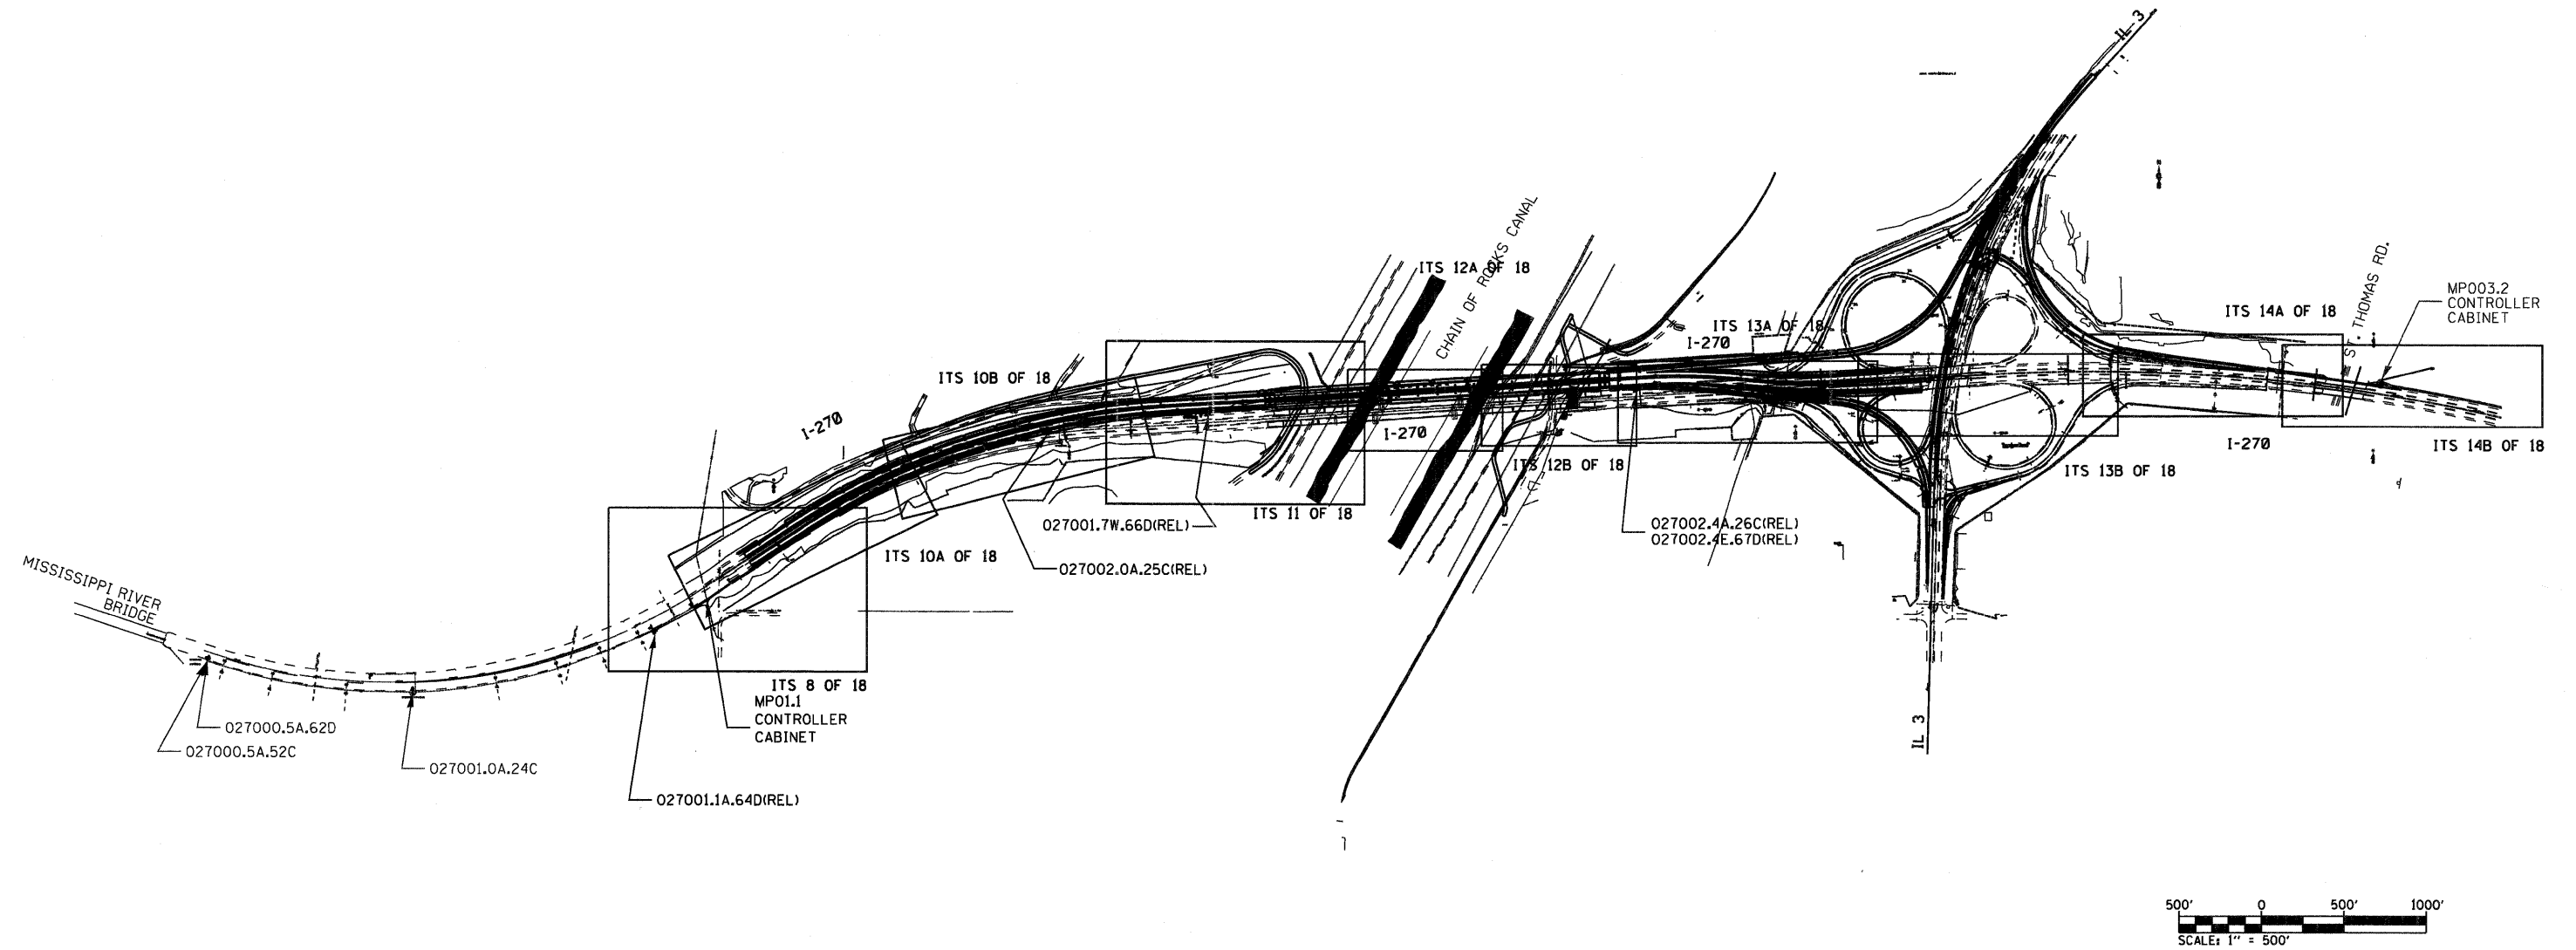 IL-3
CHAIN OF ROCKS CANAL
ITS 12A OF 18
ST. THOMAS RD.
MP003.2
CONTROLLER
CABINET
ITS 14A OF 18
ITS 13A OF 18
I-270
ITS 10B OF 18
I-270
I-270
I-270
ITS 14B OF 18
ITS 12B OF 18
ITS 13B OF 18
ITS 11 OF 18
027001.7W.66D(REL)
027002.4A.26C(REL)
027002.4E.67D(REL)
ITS 10A OF 18
027002.0A.25C(REL)
MISSISSIPPI RIVER
BRIDGE
ITS 8 OF 18
MP01.1
CONTROLLER
CABINET
027000.5A.62D
027000.5A.52C
027001.0A.24C
027001.1A.64D(REL)
IL 3
500' 0 500' 1000'
SCALE: 1" = 500'